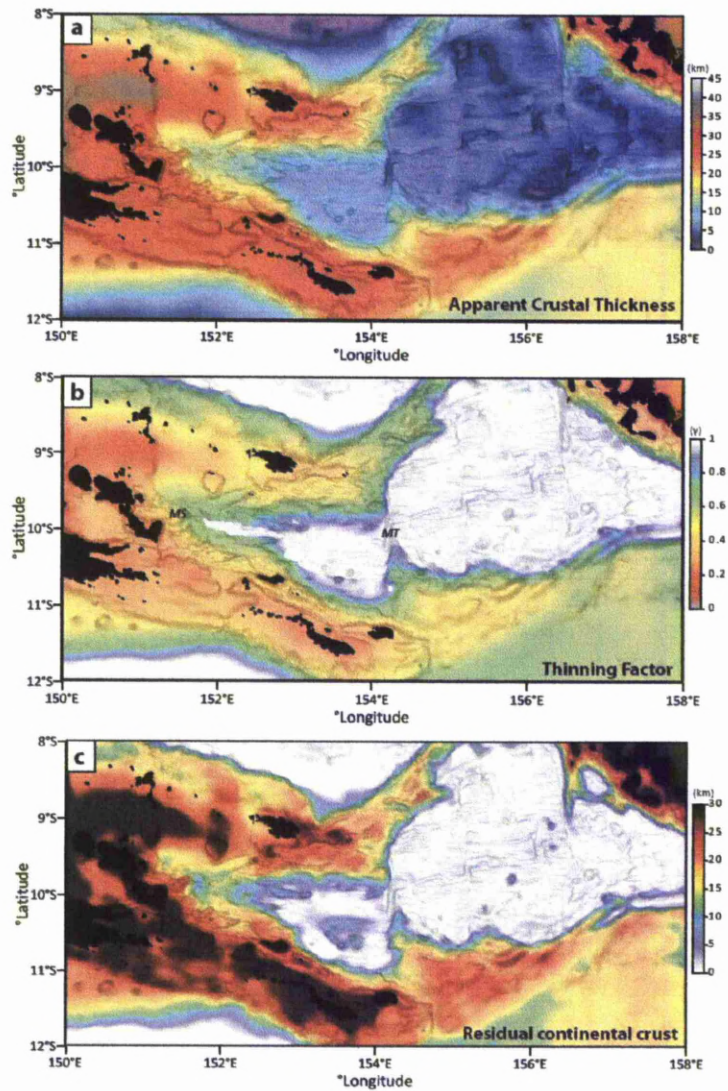 a
8°S
9°S
10°S
11°S
12°S
°Latitude
150°E
152°E
154°E
156°E
158°E
°Longitude
(km)
45
40
35
30
25
20
15
10
5
0
Apparent Crustal Thickness
b
8°S
9°S
10°S
11°S
12°S
°Latitude
MS
MT
150°E
152°E
154°E
156°E
158°E
°Longitude
(γ)
1
0.8
0.6
0.4
0.2
0
Thinning Factor
c
8°S
9°S
10°S
11°S
12°S
°Latitude
150°E
152°E
154°E
156°E
158°E
°Longitude
(km)
30
25
20
15
10
5
0
Residual continental crust